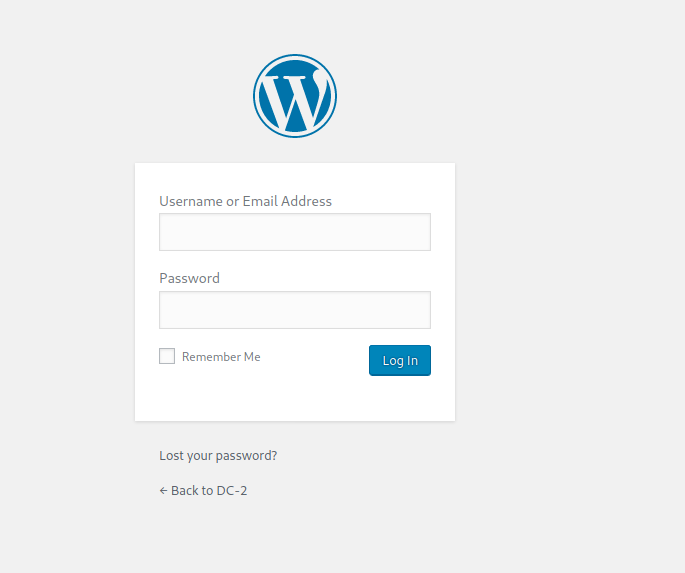 Username or Email Address
Password
Remember Me
Log In
Lost your password?
← Back to DC-2